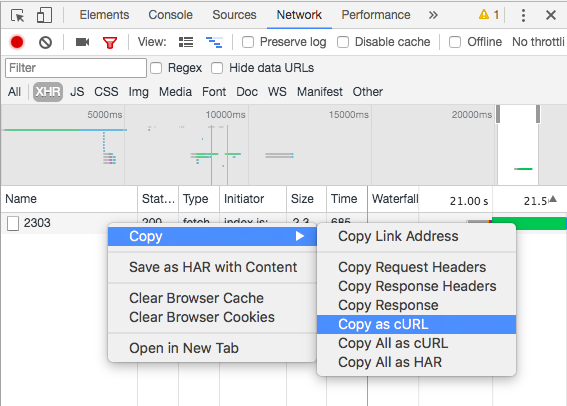 Elements Console Sources Network Performance » 1
View: Preserve log Disable cache Offline No throttli
Filter Regex Hide data URLs
All XHR JS CSS Img Media Font Doc WS Manifest Other
5000ms 10000ms 15000ms 20000ms
Name Stat... Type Initiator Size Time Waterfall 21.00 s 21.5
2303 200 fetch index.js: 2.3 685
Copy
Save as HAR with Content
Clear Browser Cache
Clear Browser Cookies
Open in New Tab
Copy Link Address
Copy Request Headers
Copy Response Headers
Copy Response
Copy as cURL
Copy All as cURL
Copy All as HAR